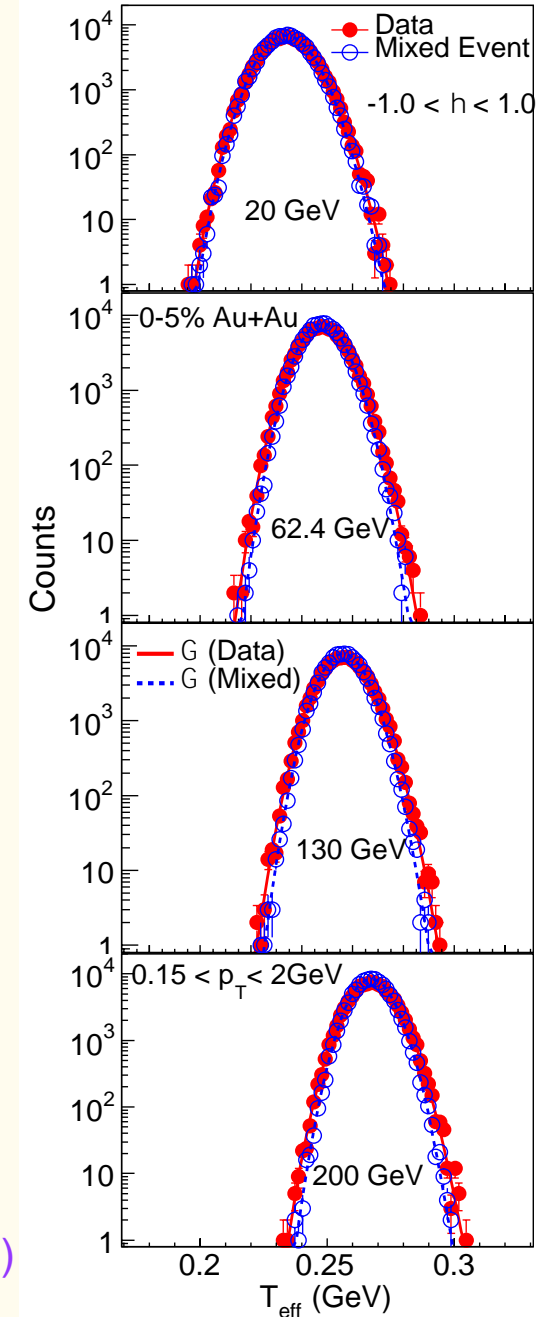 10⁴
Data
Mixed Event
-1.0 < h < 1.0
10³
10²
20 GeV
10
1
10⁴
0-5% Au+Au
10³
10²
62.4 GeV
10
1
Counts
G (Data)
G (Mixed)
10⁴
10³
10²
130 GeV
10
1
10⁴
0.15 < p_T < 2GeV
10³
10²
200 GeV
10
1
)
0.2 0.25 0.3
T_eff (GeV)